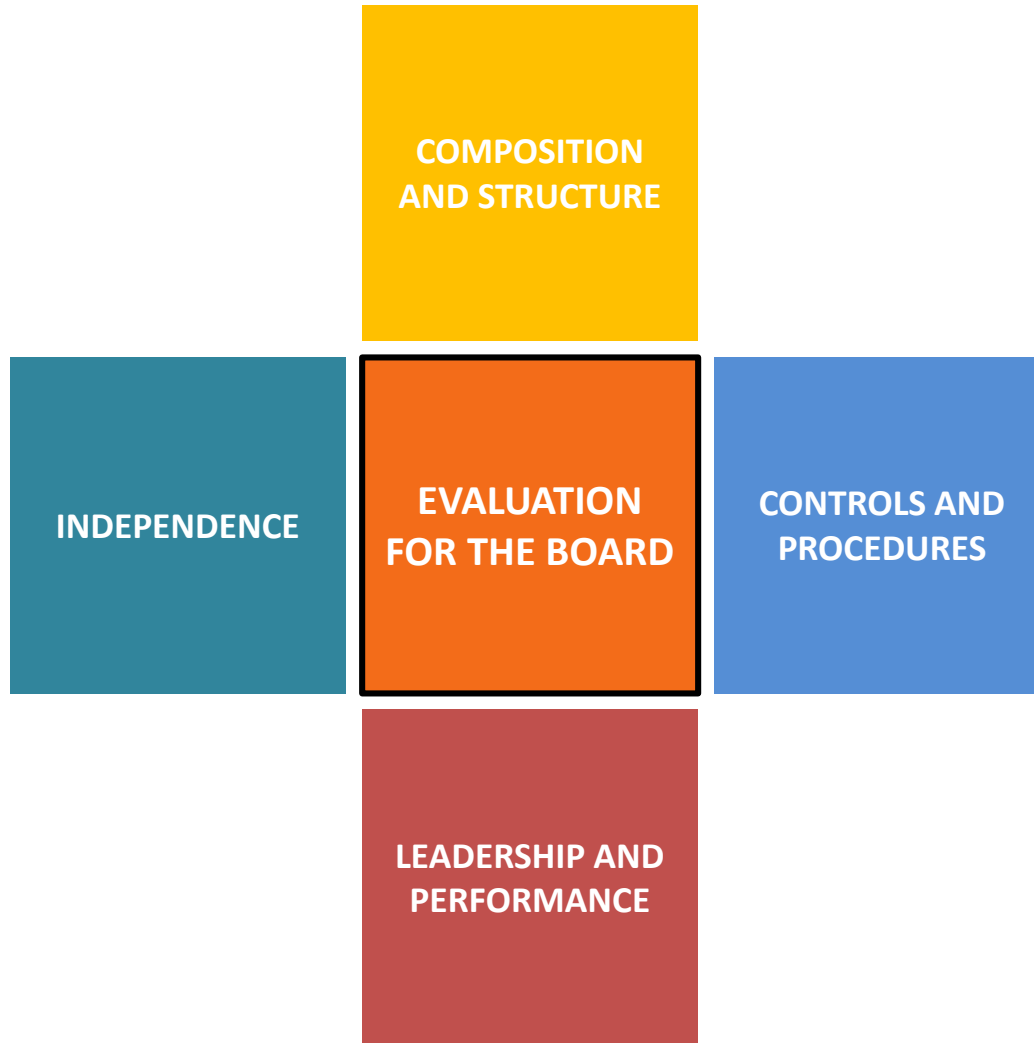 COMPOSITION
AND STRUCTURE
INDEPENDENCE
EVALUATION
FOR THE BOARD
CONTROLS AND
PROCEDURES
LEADERSHIP AND
PERFORMANCE